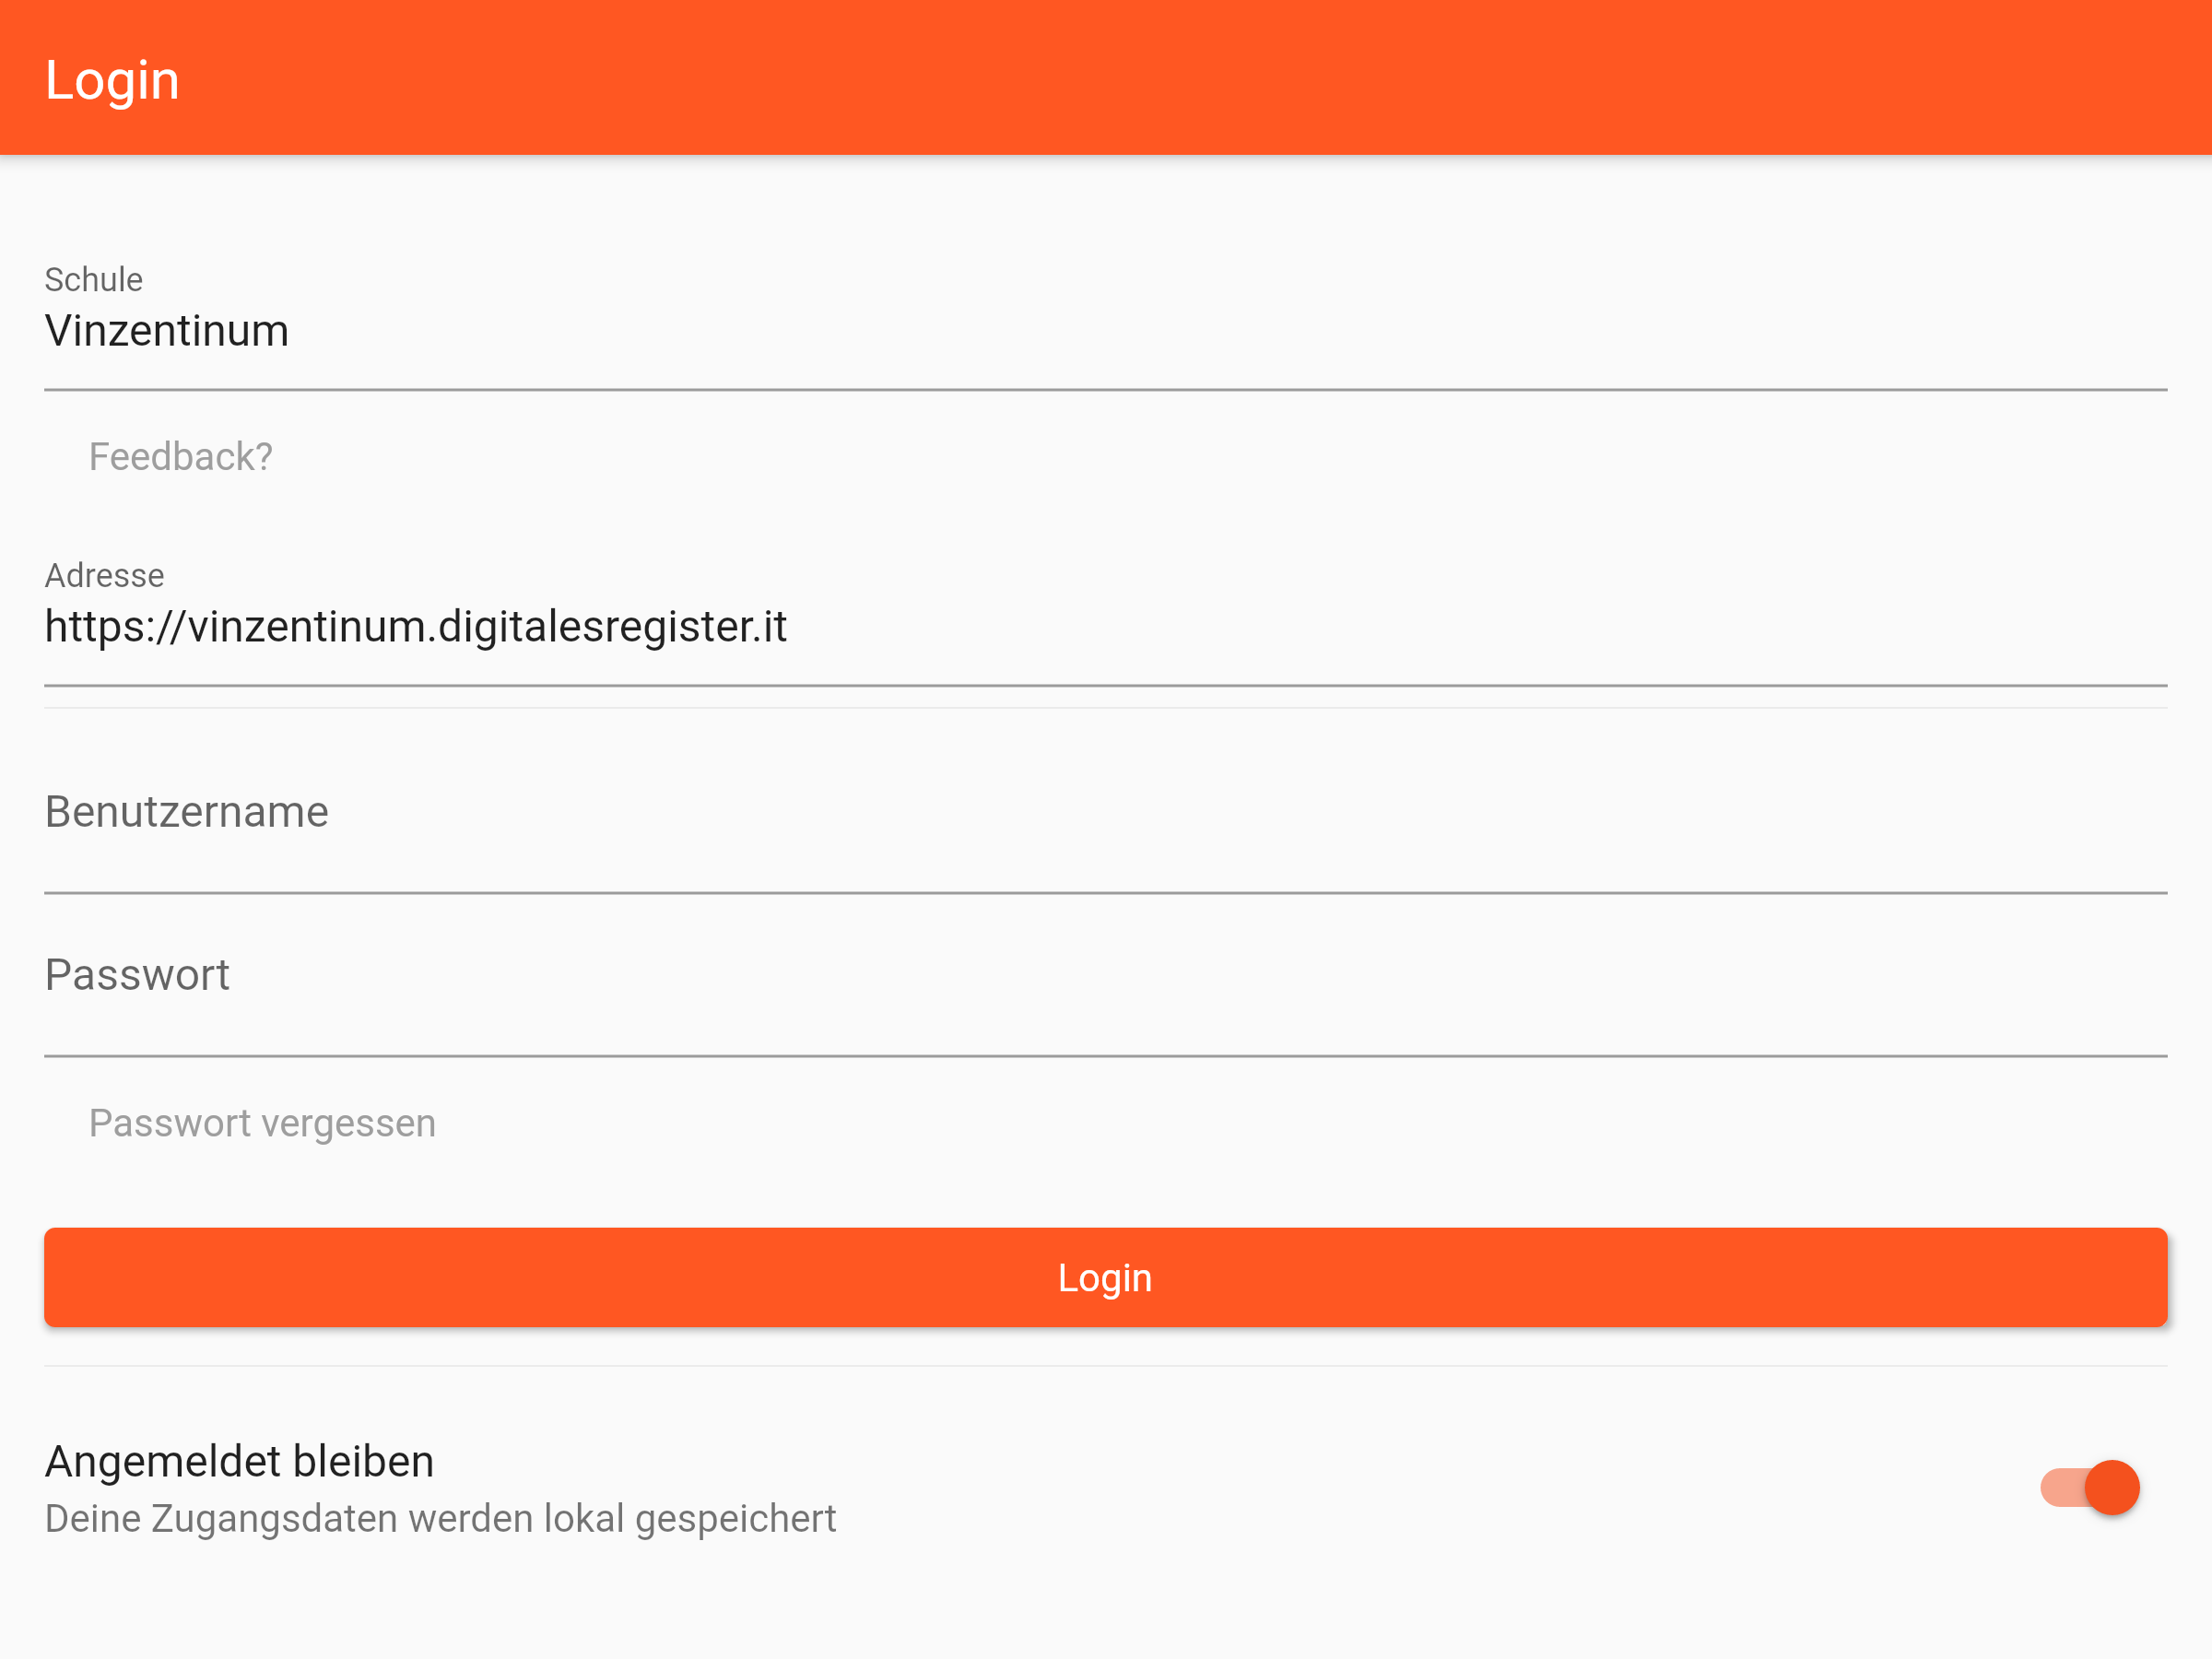 Login
Schule
Vinzentinum
Feedback?
Adresse
https://vinzentinum.digitalesregister.it
Benutzername
Passwort
Passwort vergessen
Login
Angemeldet bleiben
Deine Zugangsdaten werden lokal gespeichert